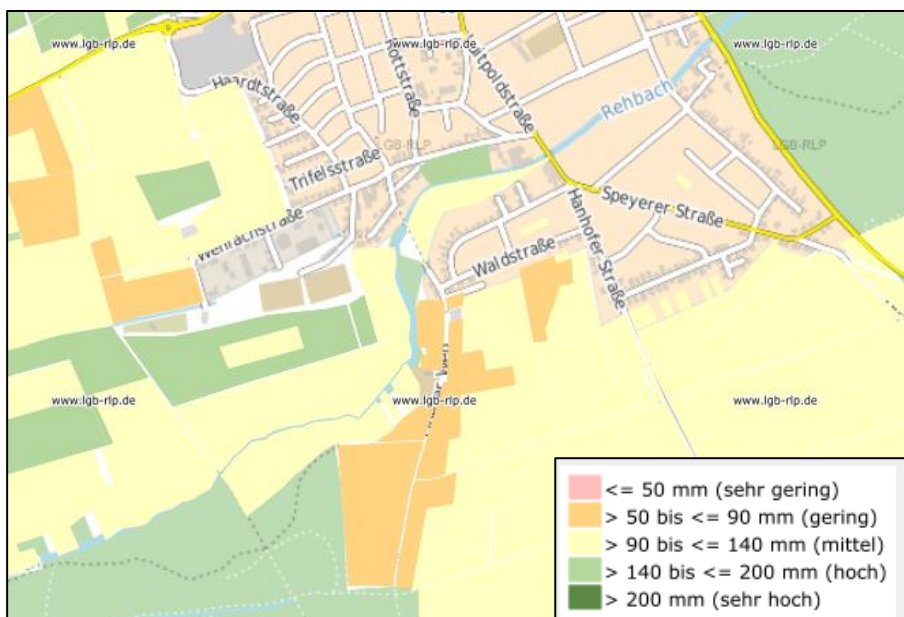 www.lgb-rlp.de
www.lgb-rlp.de
www.lgb-rlp.de
Haardtstraße
Rottstraße
Luitpoldstraße
Rehbach
LGB-RLP
LGB-RLP
Trifelsstraße
Speyerer Straße
Wehlachstraße
Waldstraße
Hanhofer-Straße
www.lgb-rlp.de
www.lgb-rlp.de
www.lgb-rlp.de
<= 50 mm (sehr gering)
> 50 bis <= 90 mm (gering)
> 90 bis <= 140 mm (mittel)
> 140 bis <= 200 mm (hoch)
> 200 mm (sehr hoch)